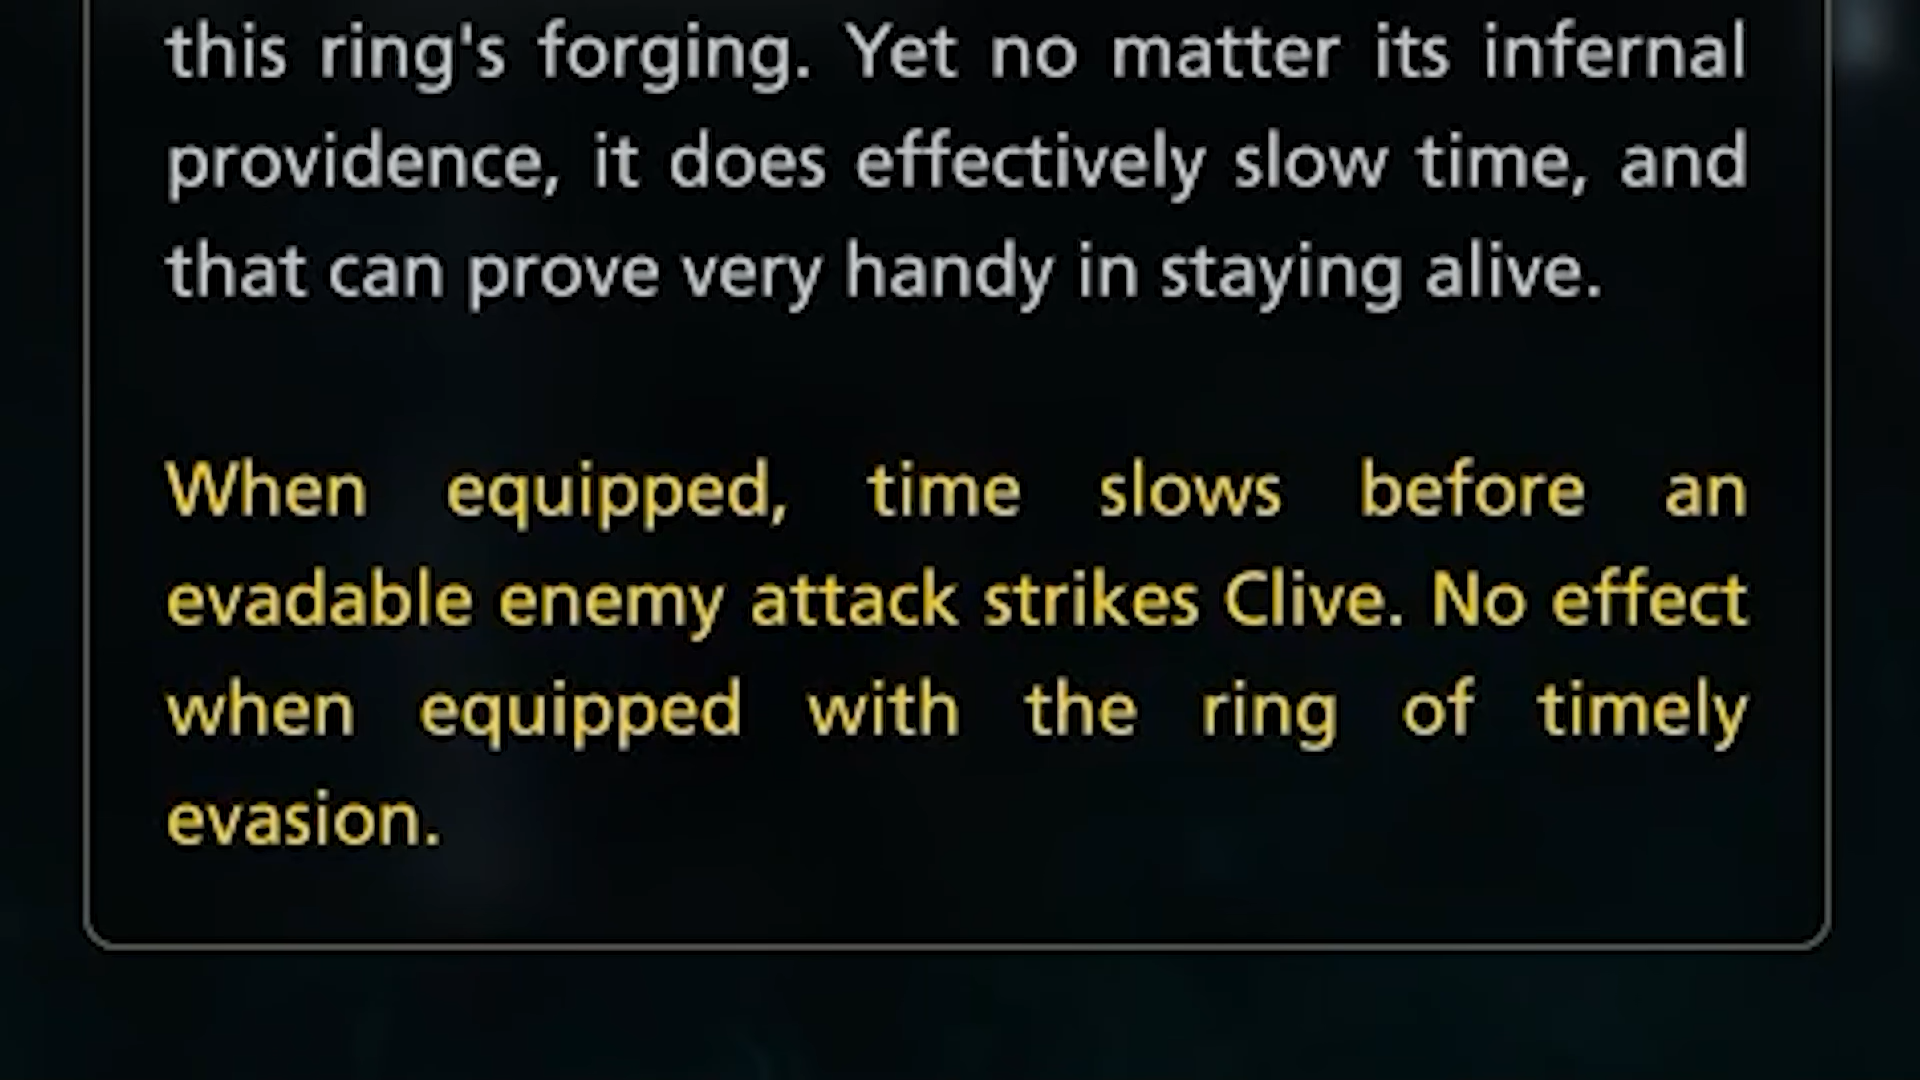 this ring's forging. Yet no matter its infernal
providence, it does effectively slow time, and
that can prove very handy in staying alive.
When equipped, time slows before an
evadable enemy attack strikes Clive. No effect
when equipped with the ring of timely
evasion.